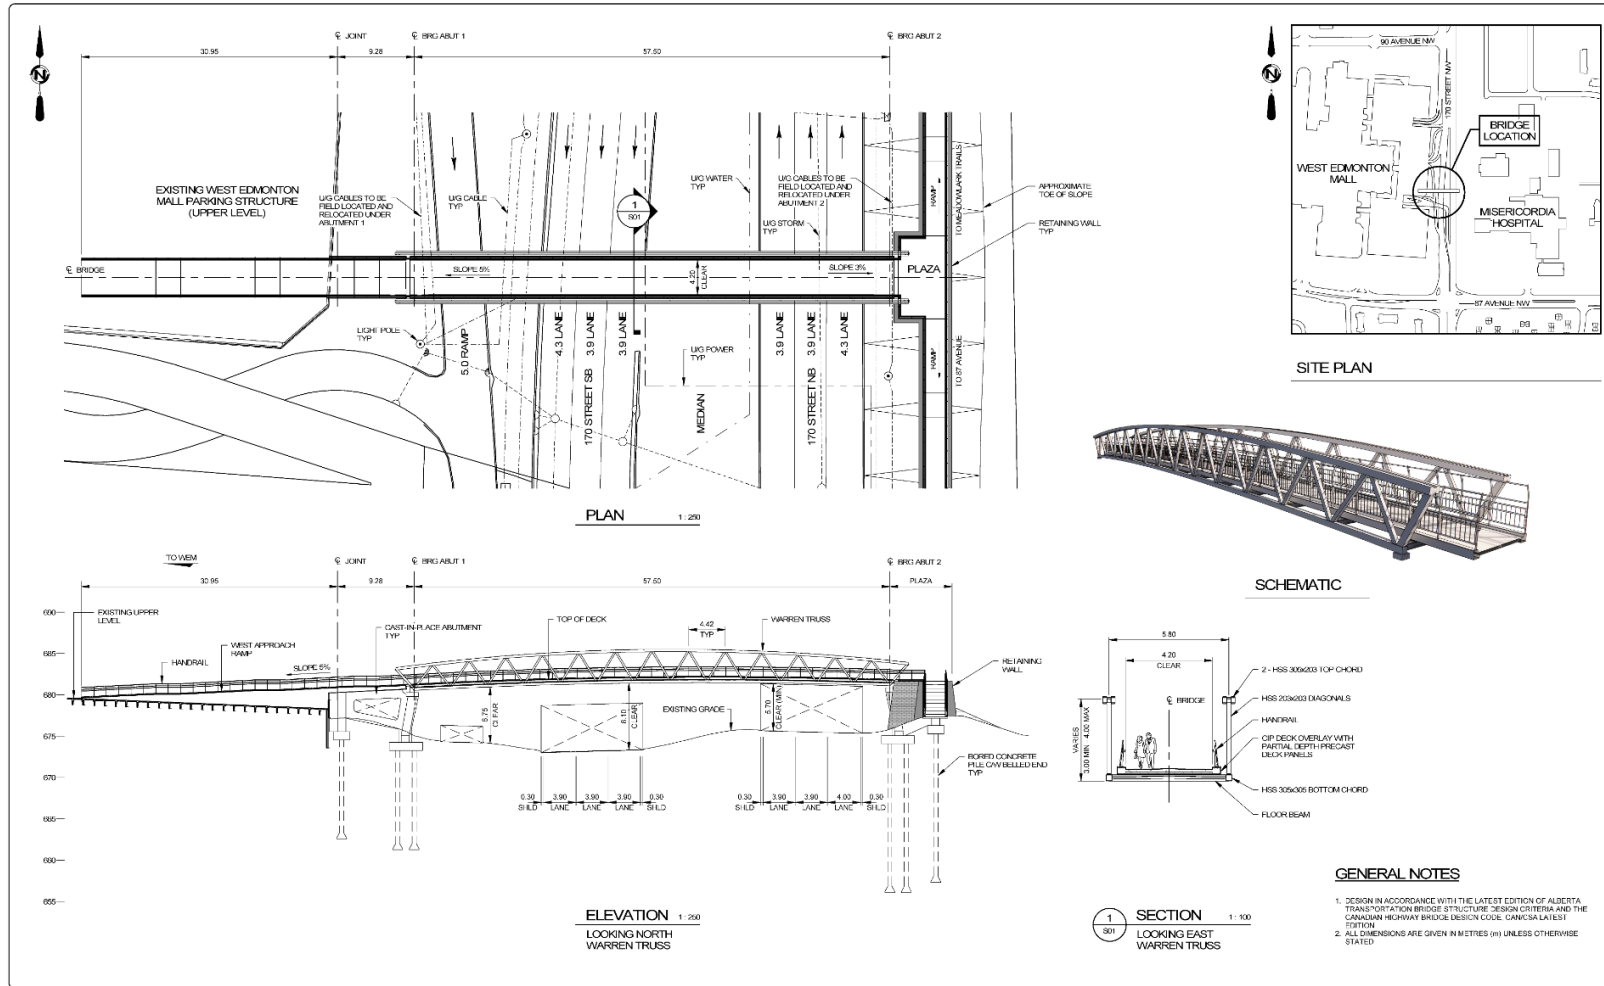 ℄ JOINT
℄ BRG ABUT 1
℄ BRG ABUT 2
30.95
9.28
57.60
N
EXISTING WEST EDMONTON
MALL PARKING STRUCTURE
(UPPER LEVEL)
U/G CABLES TO BE
FIELD LOCATED AND
RELOCATED UNDER
ABUTMENT 1
U/G CABLE
TYP
1
S01
U/G WATER
TYP
U/G CABLES TO BE
FIELD LOCATED AND
RELOCATED UNDER
ABUTMENT 2
U/G STORM
TYP
RAMP
TO MEADOWLARK TRAILS
APPROXIMATE
TOE OF SLOPE
RETAINING WALL
TYP
℄ BRIDGE
SLOPE 5%
4.20
CLEAR
SLOPE 3%
PLAZA
LIGHT POLE
TYP
5.0 RAMP
4.3 LANE
3.9 LANE
3.9 LANE
170 STREET SB
U/G POWER
TYP
MEDIAN
3.9 LANE
3.9 LANE
4.3 LANE
170 STREET NB
RAMP
TO 87 AVENUE
PLAN 1 : 250
N
90 AVENUE NW
170 STREET NW
BRIDGE
LOCATION
WEST EDMONTON
MALL
MISERICORDIA
HOSPITAL
87 AVENUE NW
SITE PLAN
SCHEMATIC
TO WEM
℄ JOINT
℄ BRG ABUT 1
℄ BRG ABUT 2
30.95
9.28
57.60
PLAZA
690
685
680
675
670
665
660
655
EXISTING UPPER
LEVEL
HANDRAIL
WEST APPROACH
RAMP
SLOPE 5%
CAST-IN-PLACE ABUTMENT
TYP
TOP OF DECK
4.42
TYP
WARREN TRUSS
RETAINING
WALL
5.75
CLEAR
6.10
CLEAR
EXISTING GRADE
5.70
CLEAR (MIN)
BORED CONCRETE
PILE C/W BELLED END
TYP
0.30
SHLD
3.90
LANE
3.90
LANE
3.90
LANE
0.30
SHLD
0.30
SHLD
3.90
LANE
3.90
LANE
4.00
LANE
0.30
SHLD
ELEVATION 1 : 250
LOOKING NORTH
WARREN TRUSS
5.80
4.20
CLEAR
℄ BRIDGE
VARIES
3.00 MIN 4.00 MAX
2 - HSS 305x203 TOP CHORD
HSS 203x203 DIAGONALS
HANDRAIL
CIP DECK OVERLAY WITH
PARTIAL DEPTH PRECAST
DECK PANELS
HSS 305x305 BOTTOM CHORD
FLOOR BEAM
1
S01
SECTION 1 : 100
LOOKING EAST
WARREN TRUSS
GENERAL NOTES
1. DESIGN IN ACCORDANCE WITH THE LATEST EDITION OF ALBERTA
TRANSPORTATION BRIDGE STRUCTURE DESIGN CRITERIA AND THE
CANADIAN HIGHWAY BRIDGE DESIGN CODE, CAN/CSA LATEST
EDITION
2. ALL DIMENSIONS ARE GIVEN IN METRES (m) UNLESS OTHERWISE
STATED